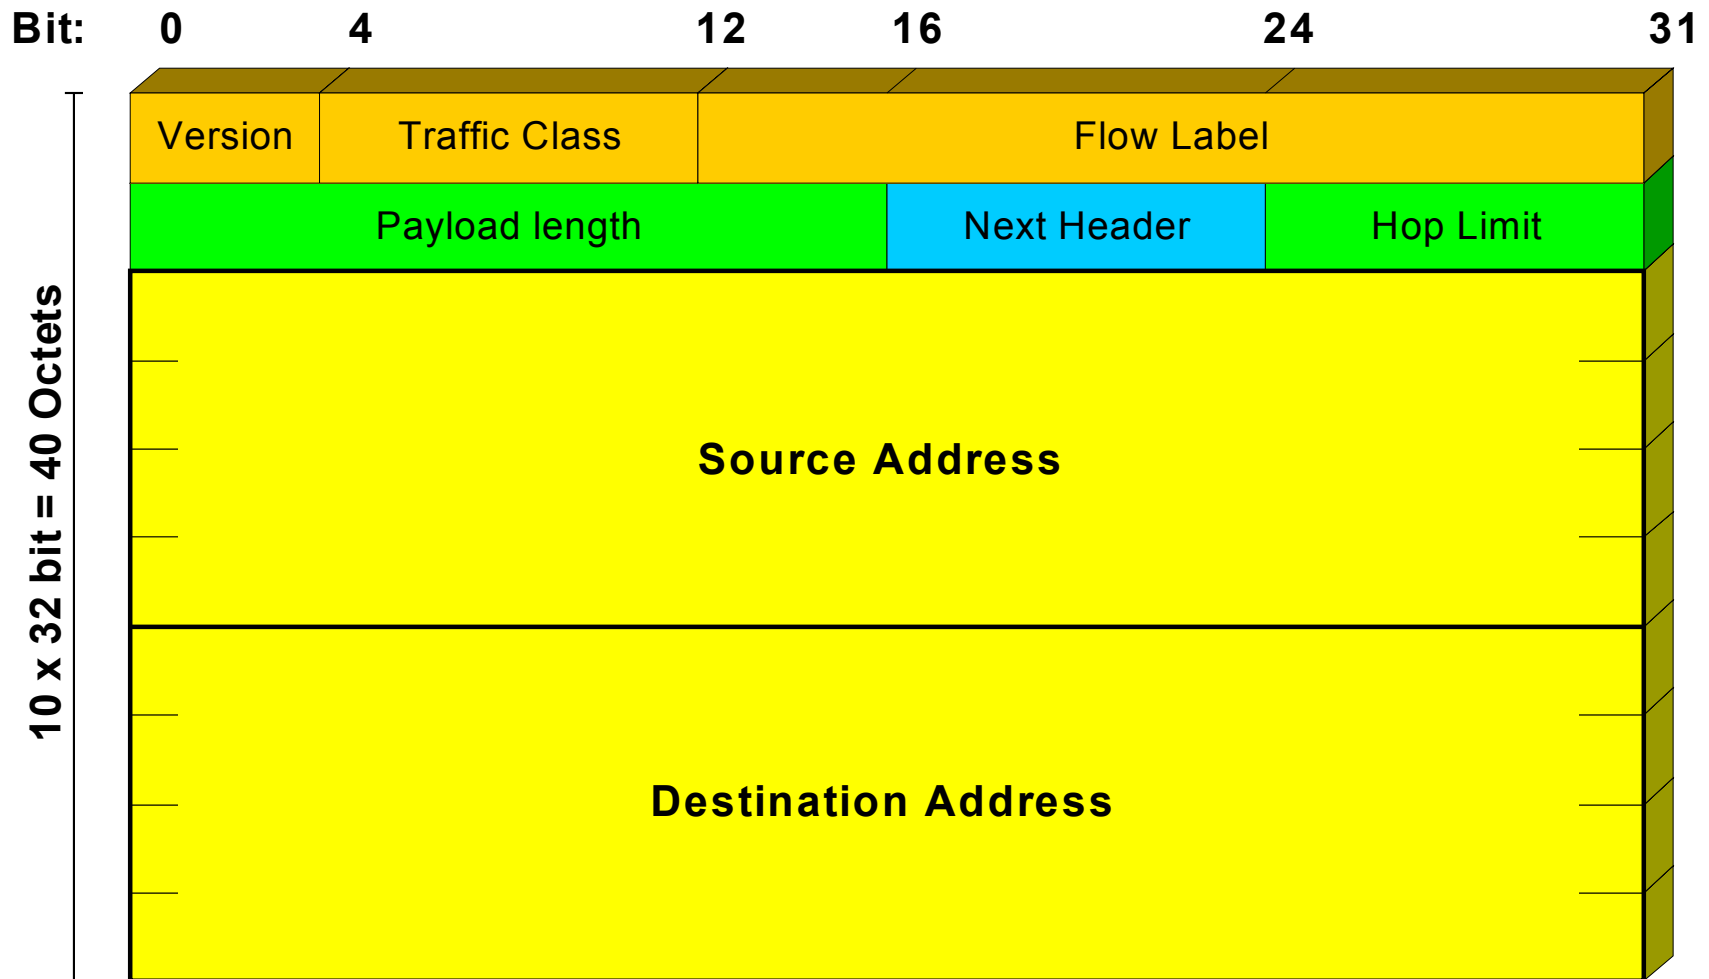 Bit: 0 4 12 16 24 31
Version Traffic Class Flow Label
Payload length Next Header Hop Limit
10 x 32 bit = 40 Octets
Source Address
Destination Address